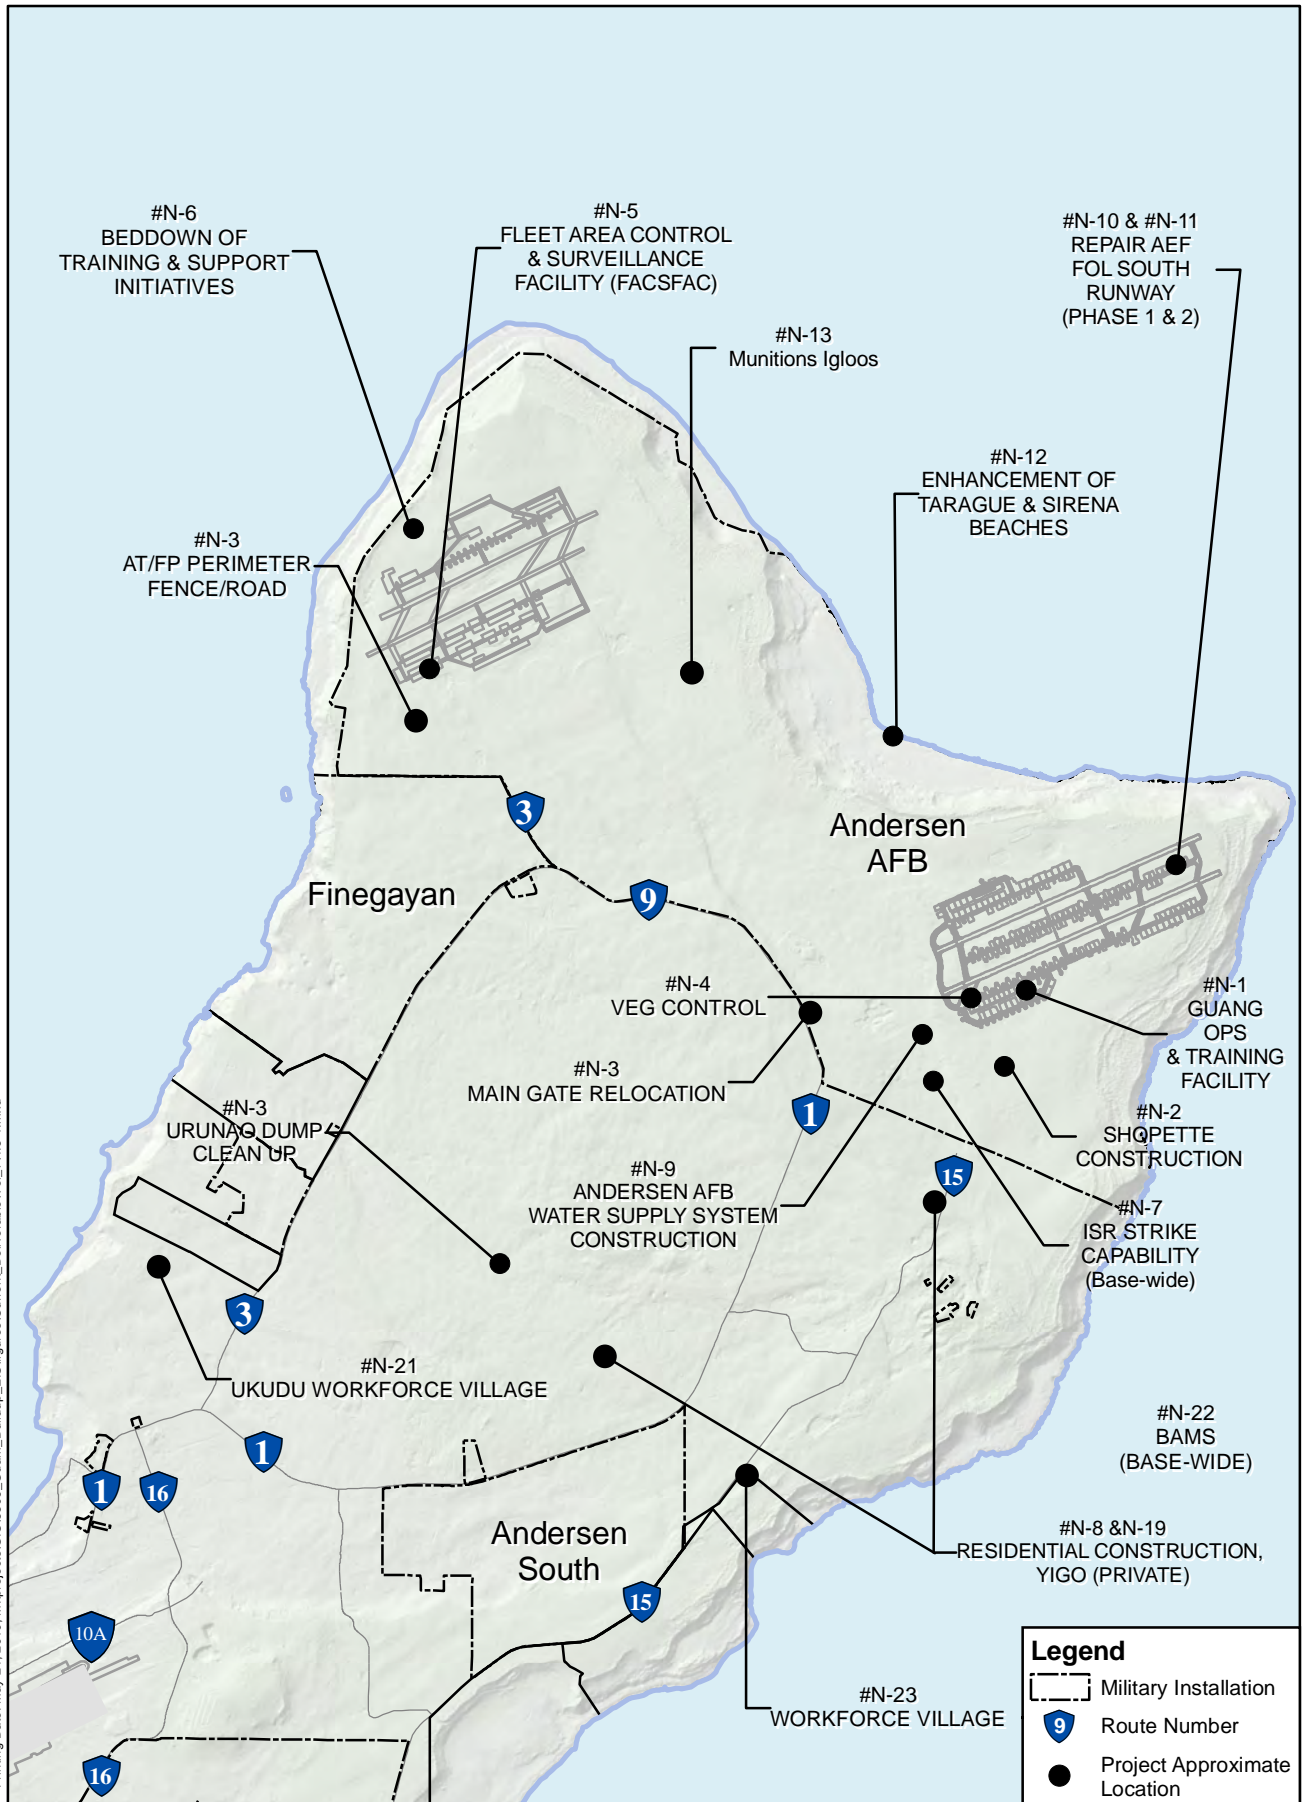 #N-6
BEDDOWN OF
TRAINING & SUPPORT
INITIATIVES
#N-5
FLEET AREA CONTROL
& SURVEILLANCE
FACILITY (FACSFAC)
#N-10 & #N-11
REPAIR AEF
FOL SOUTH
RUNWAY
(PHASE 1 & 2)
#N-13
Munitions Igloos
#N-12
ENHANCEMENT OF
TARAGUE & SIRENA
BEACHES
#N-3
AT/FP PERIMETER
FENCE/ROAD
3
Andersen
AFB
Finegayan
9
#N-4
VEG CONTROL
#N-1
GUANG
OPS
& TRAINING
FACILITY
#N-3
MAIN GATE RELOCATION
1
#N-3
URUNAO DUMP
CLEAN UP
#N-2
SHOPETTE
CONSTRUCTION
#N-9
ANDERSEN AFB
WATER SUPPLY SYSTEM
CONSTRUCTION
15
#N-7
ISR STRIKE
CAPABILITY
(Base-wide)
3
#N-21
UKUDU WORKFORCE VILLAGE
#N-22
BAMS
(BASE-WIDE)
1
1
16
Andersen
South
#N-8 &N-19
RESIDENTIAL CONSTRUCTION,
YIGO (PRIVATE)
15
10A
#N-23
WORKFORCE VILLAGE
16
Legend
Military Installation
9
Route Number
Project Approximate
Location